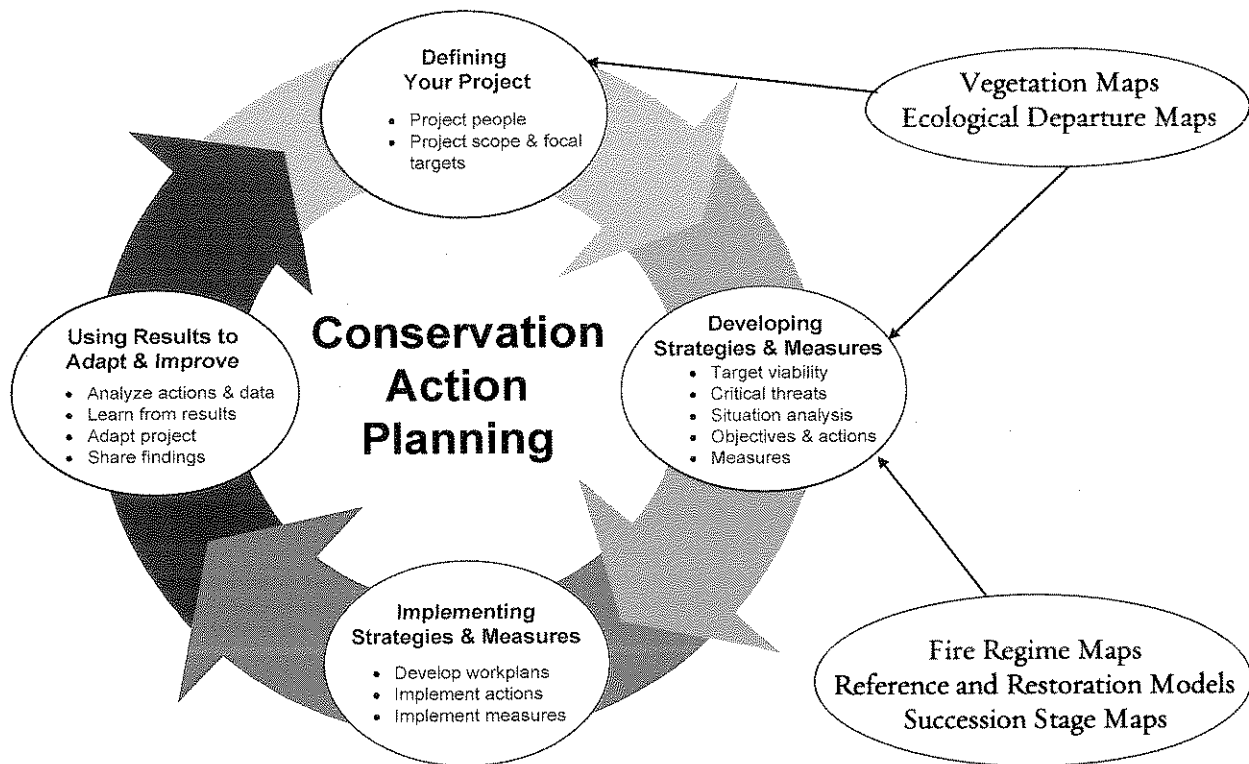 Defining
Your Project
• Project people
• Project scope & focal
targets
Vegetation Maps
Ecological Departure Maps
Developing
Strategies & Measures
• Target viability
• Critical threats
• Situation analysis
• Objectives & actions
• Measures
Conservation
Action
Planning
Using Results to
Adapt & Improve
• Analyze actions & data
• Learn from results
• Adapt project
• Share findings
Implementing
Strategies & Measures
• Develop workplans
• Implement actions
• Implement measures
Fire Regime Maps
Reference and Restoration Models
Succession Stage Maps